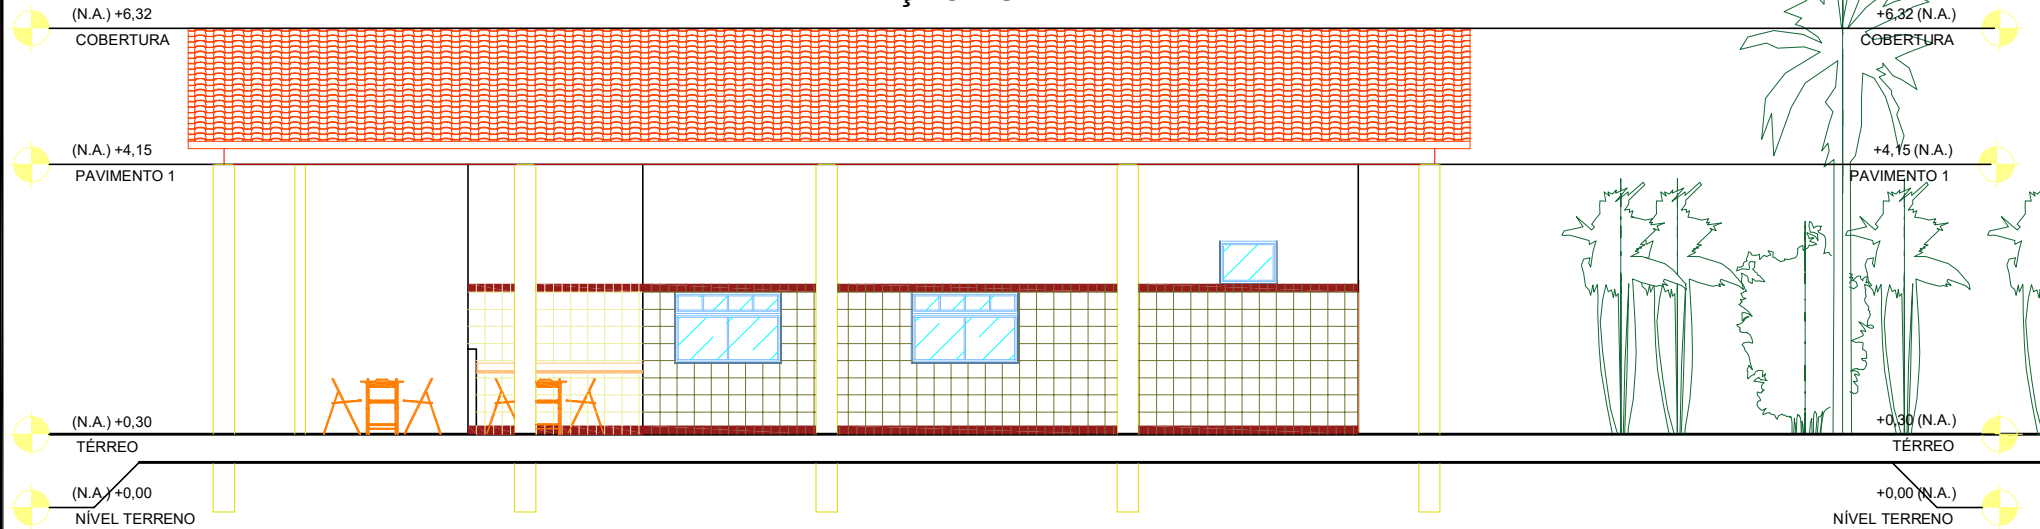 (N.A.) +6,32
COBERTURA
+6,32 (N.A.)
COBERTURA
(N.A.) +4,15
PAVIMENTO 1
+4,15 (N.A.)
PAVIMENTO 1
(N.A.) +0,30
TÉRREO
+0,30 (N.A.)
TÉRREO
(N.A.) +0,00
NÍVEL TERRENO
+0,00 (N.A.)
NÍVEL TERRENO